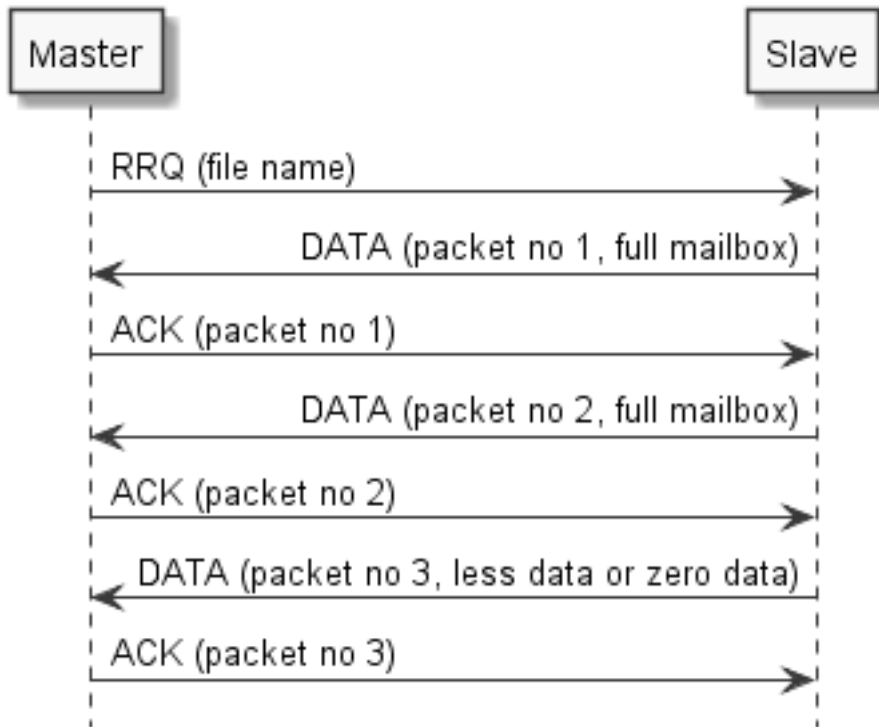 Master
Slave
RRQ (file name)
DATA (packet no 1, full mailbox)
ACK (packet no 1)
DATA (packet no 2, full mailbox)
ACK (packet no 2)
DATA (packet no 3, less data or zero data)
ACK (packet no 3)